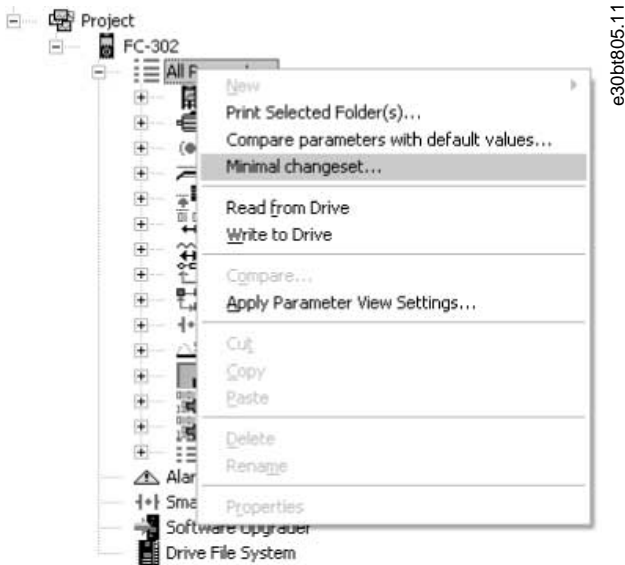 Project
FC-302
All
New
Print Selected Folder(s)...
Compare parameters with default values...
Minimal changeset...
Read from Drive
Write to Drive
Compare...
Apply Parameter View Settings...
Cut
Copy
Paste
Delete
Rename
Properties
Alar
Sma
Software Upgrader
Drive File System
e30bt805.11